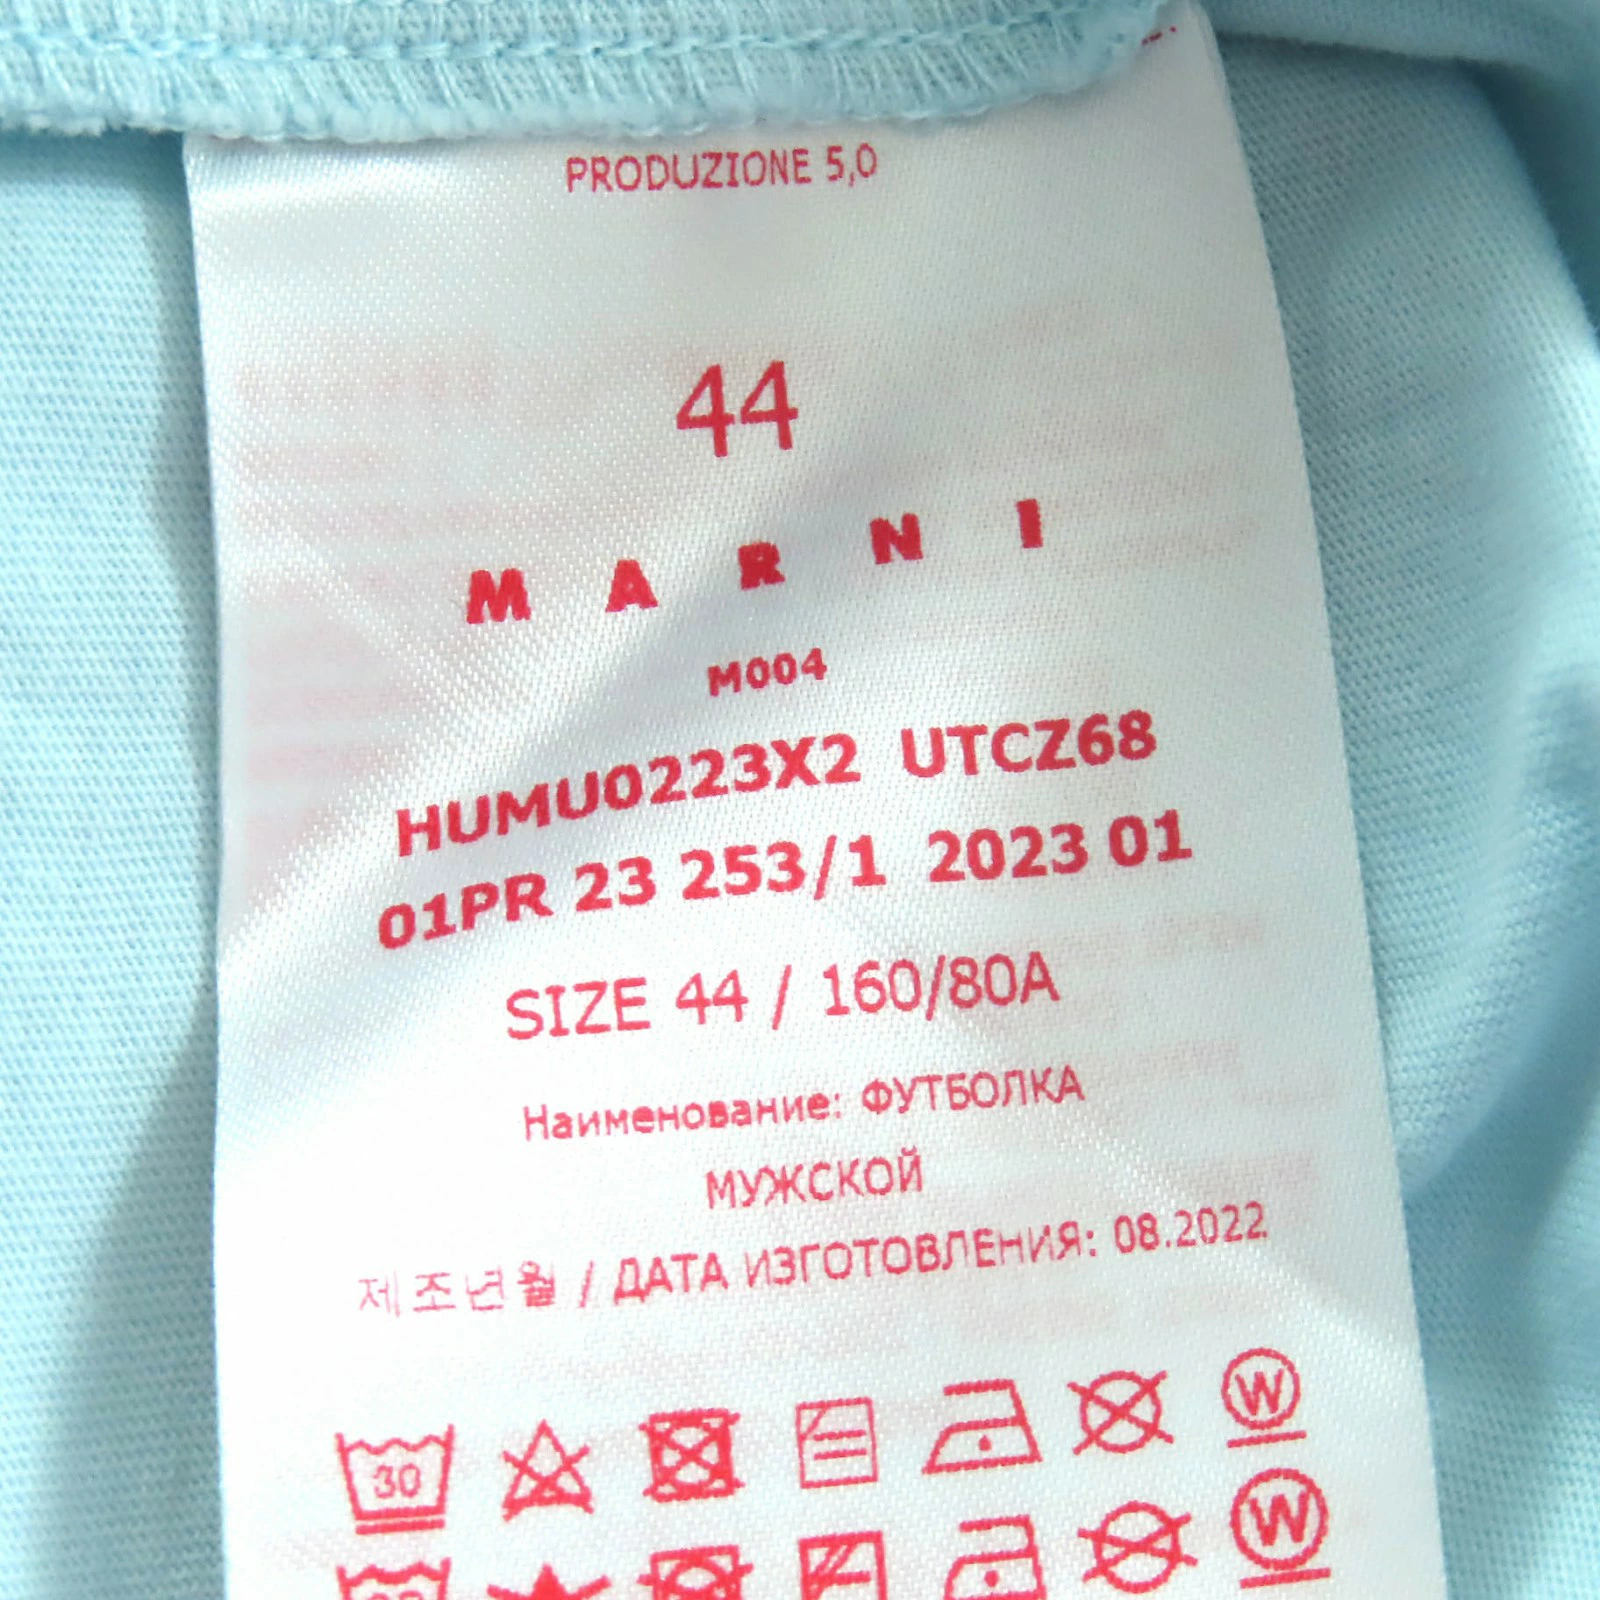 PRODUZIONE 5,0
44
MARNI
M004
HUMU0223X2 UTCZ68
01PR 23 253/1 2023 01
SIZE 44 / 160/80A
Наименование: ФУТБОЛКА
МУЖСКОЙ
제조년월 / ДАТА ИЗГОТОВЛЕНИЯ: 08.2022
30 W
W